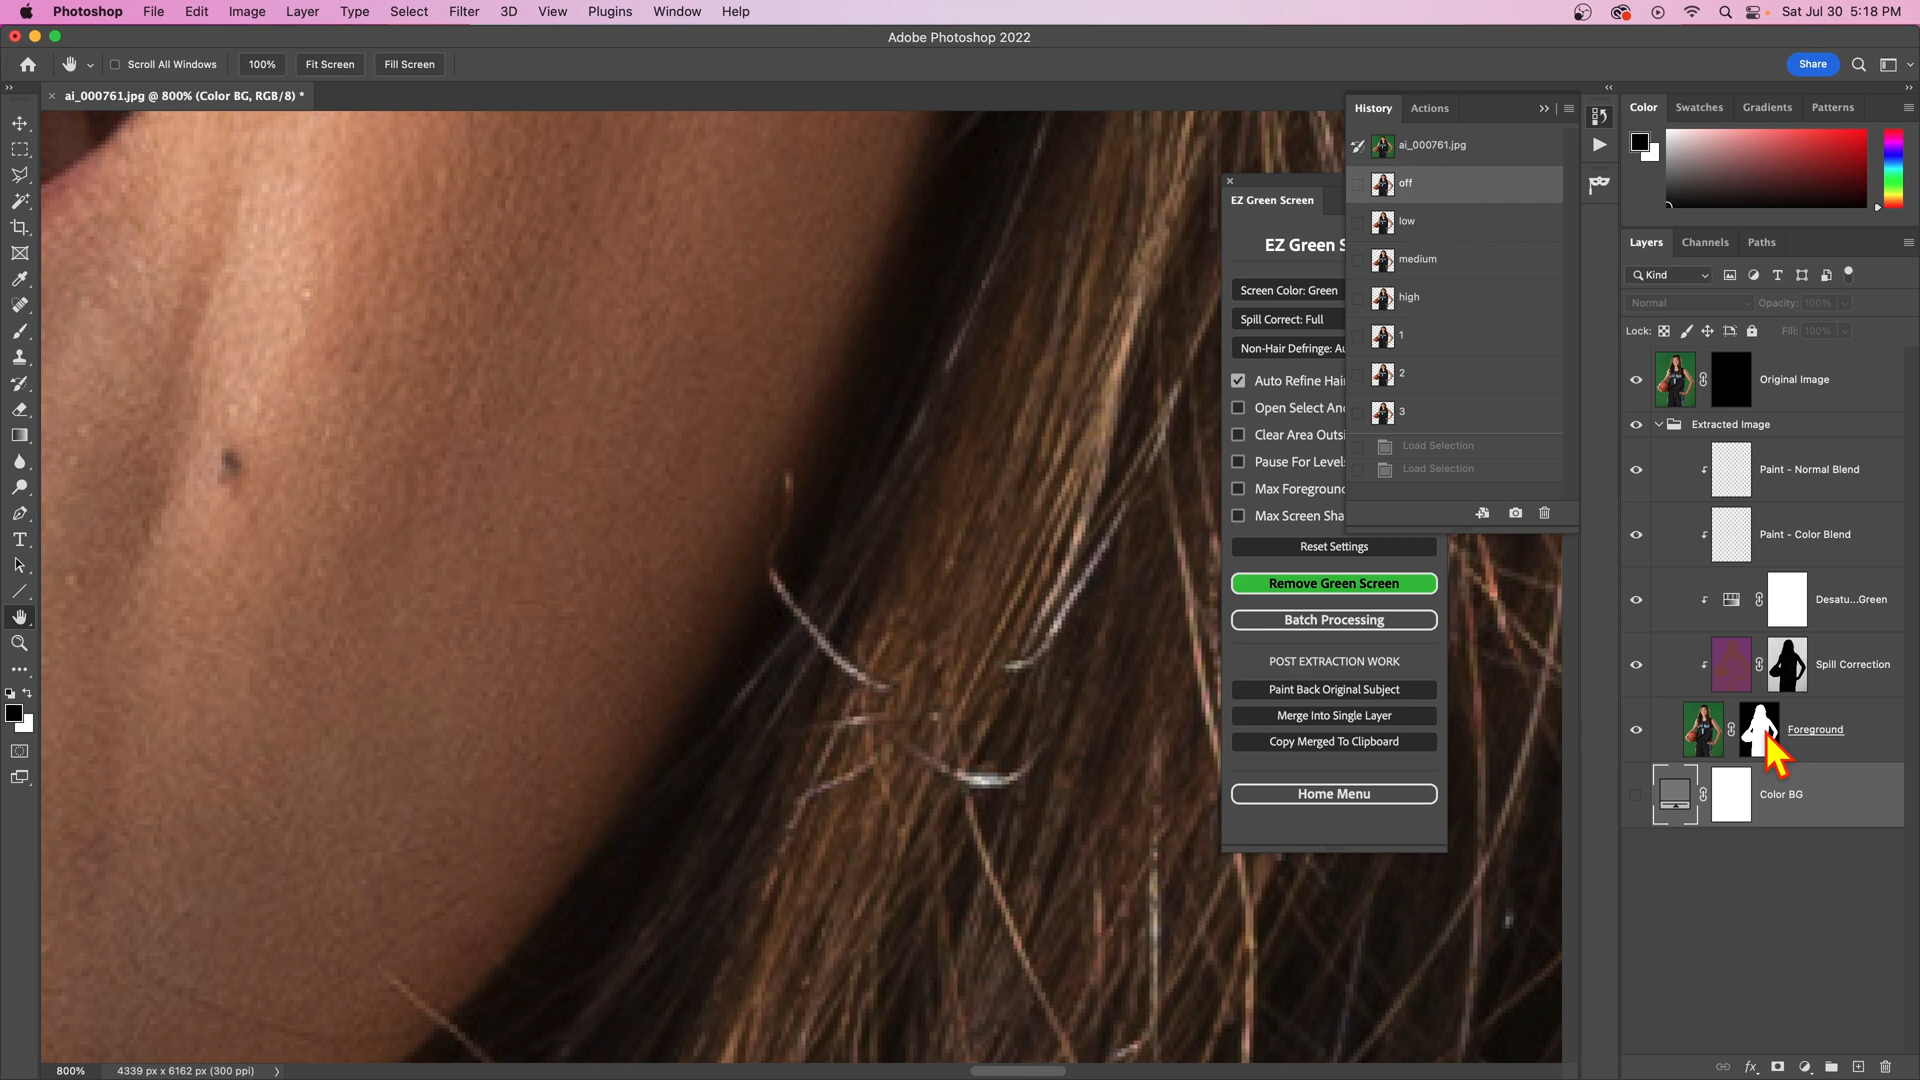 Photoshop File Edit Image Layer Type Select Filter 3D View Plugins Window Help Sat Jul 30 5:18 PM
Adobe Photoshop 2022
Scroll All Windows 100% Fit Screen Fill Screen Share
ai_000761.jpg @ 800% (Color BG, RGB/8) *
History Actions
ai_000761.jpg
off
low
medium
high
1
2
3
Load Selection
Load Selection
EZ Green Screen
EZ Green S
Screen Color: Green
Spill Correct: Full
Non-Hair Defringe: Au
Auto Refine Hair
Open Select And
Clear Area Outsi
Pause For Levels
Max Foreground
Max Screen Sha
Reset Settings
Remove Green Screen
Batch Processing
POST EXTRACTION WORK
Paint Back Original Subject
Merge Into Single Layer
Copy Merged To Clipboard
Home Menu
Color Swatches Gradients Patterns
Layers Channels Paths
Kind
Normal Opacity: 100%
Lock: Fill: 100%
Original Image
Extracted Image
Paint - Normal Blend
Paint - Color Blend
Desatu...Green
Spill Correction
Foreground
Color BG
800% 4339 px x 6162 px (300 ppi)